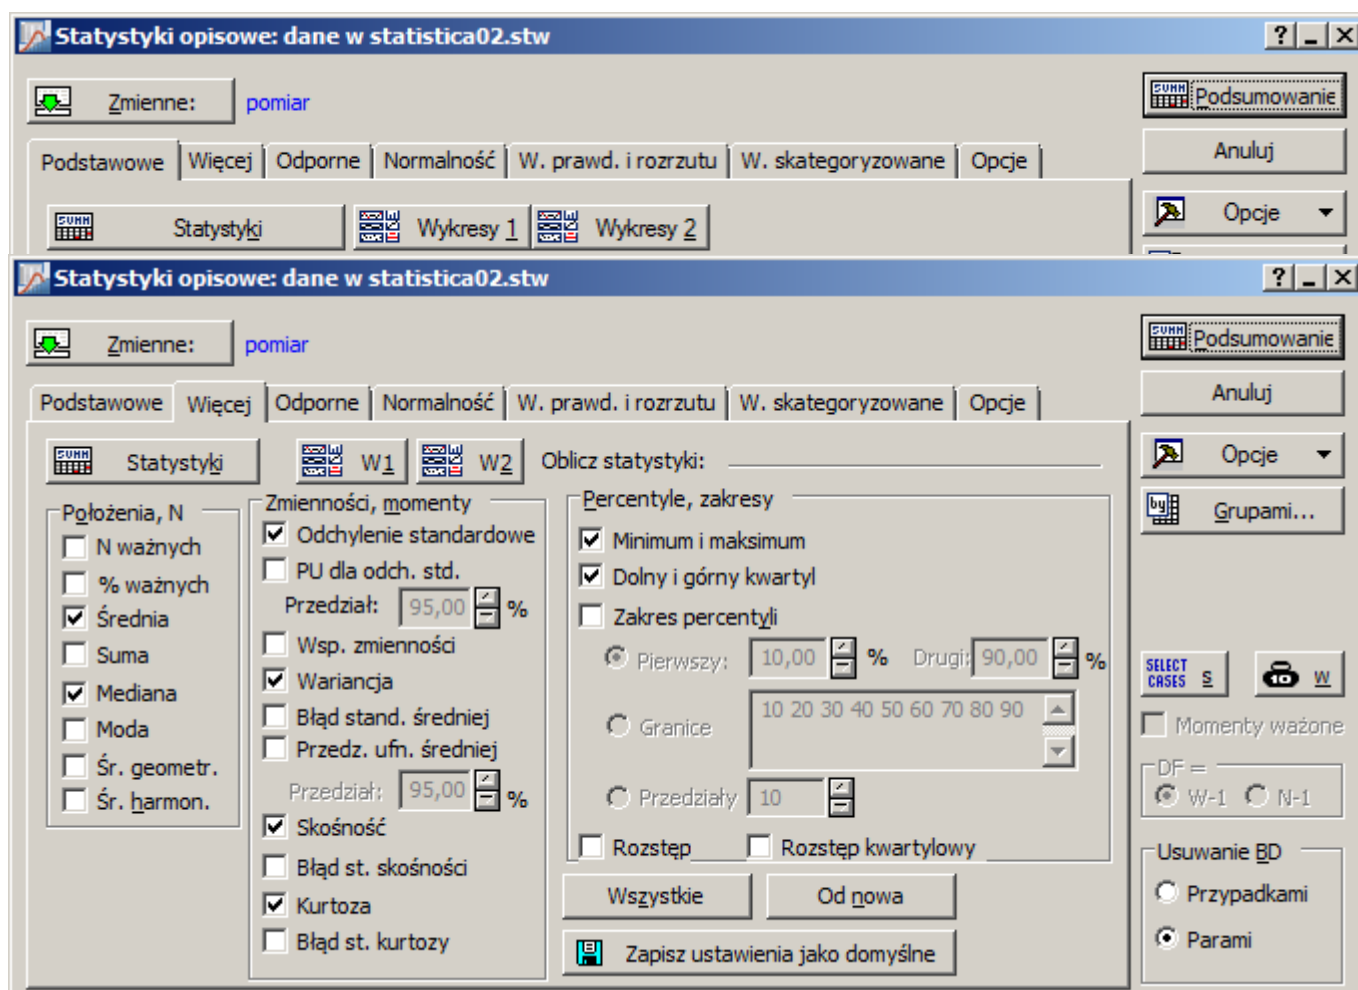 Statystyki opisowe: dane w statistica02.stw
Zmienne: pomiar
SUMM Podsumowanie
Podstawowe Więcej Odporne Normalność W. prawd. i rozrzutu W. skategoryzowane Opcje
Anuluj
SUMM Statystyki Wykresy 1 Wykresy 2
Opcje
Statystyki opisowe: dane w statistica02.stw
Zmienne: pomiar
SUMM Podsumowanie
Podstawowe Więcej Odporne Normalność W. prawd. i rozrzutu W. skategoryzowane Opcje
Anuluj
SUMM Statystyki W1 W2 Oblicz statystyki:
Opcje
by Grupami...
Położenia, N
N ważnych
% ważnych
Średnia
Suma
Mediana
Moda
Śr. geometr.
Śr. harmon.
Zmienności, momenty
Odchylenie standardowe
PU dla odch. std.
Przedział: 95,00 %
Wsp. zmienności
Wariancja
Błąd stand. średniej
Przedz. ufn. średniej
Przedział: 95,00 %
Skośność
Błąd st. skośności
Kurtoza
Błąd st. kurtozy
Percentyle, zakresy
Minimum i maksimum
Dolny i górny kwartyl
Zakres percentyli
Pierwszy: 10,00 % Drugi: 90,00 %
Granice 10 20 30 40 50 60 70 80 90
Przedziały 10
Rozstęp Rozstęp kwartylowy
Wszystkie Od nowa
Zapisz ustawienia jako domyślne
SELECT CASES S 10 W
Momenty ważone
DF =
W-1 N-1
Usuwanie BD
Przypadkami
Parami